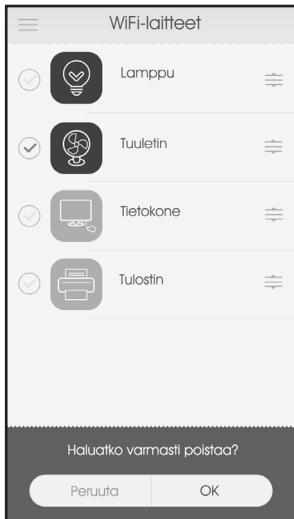 WiFi-laitteet
Lamppu
Tuuletin
Tietokone
Tulostin
Haluatko varmasti poistaa?
Peruuta OK